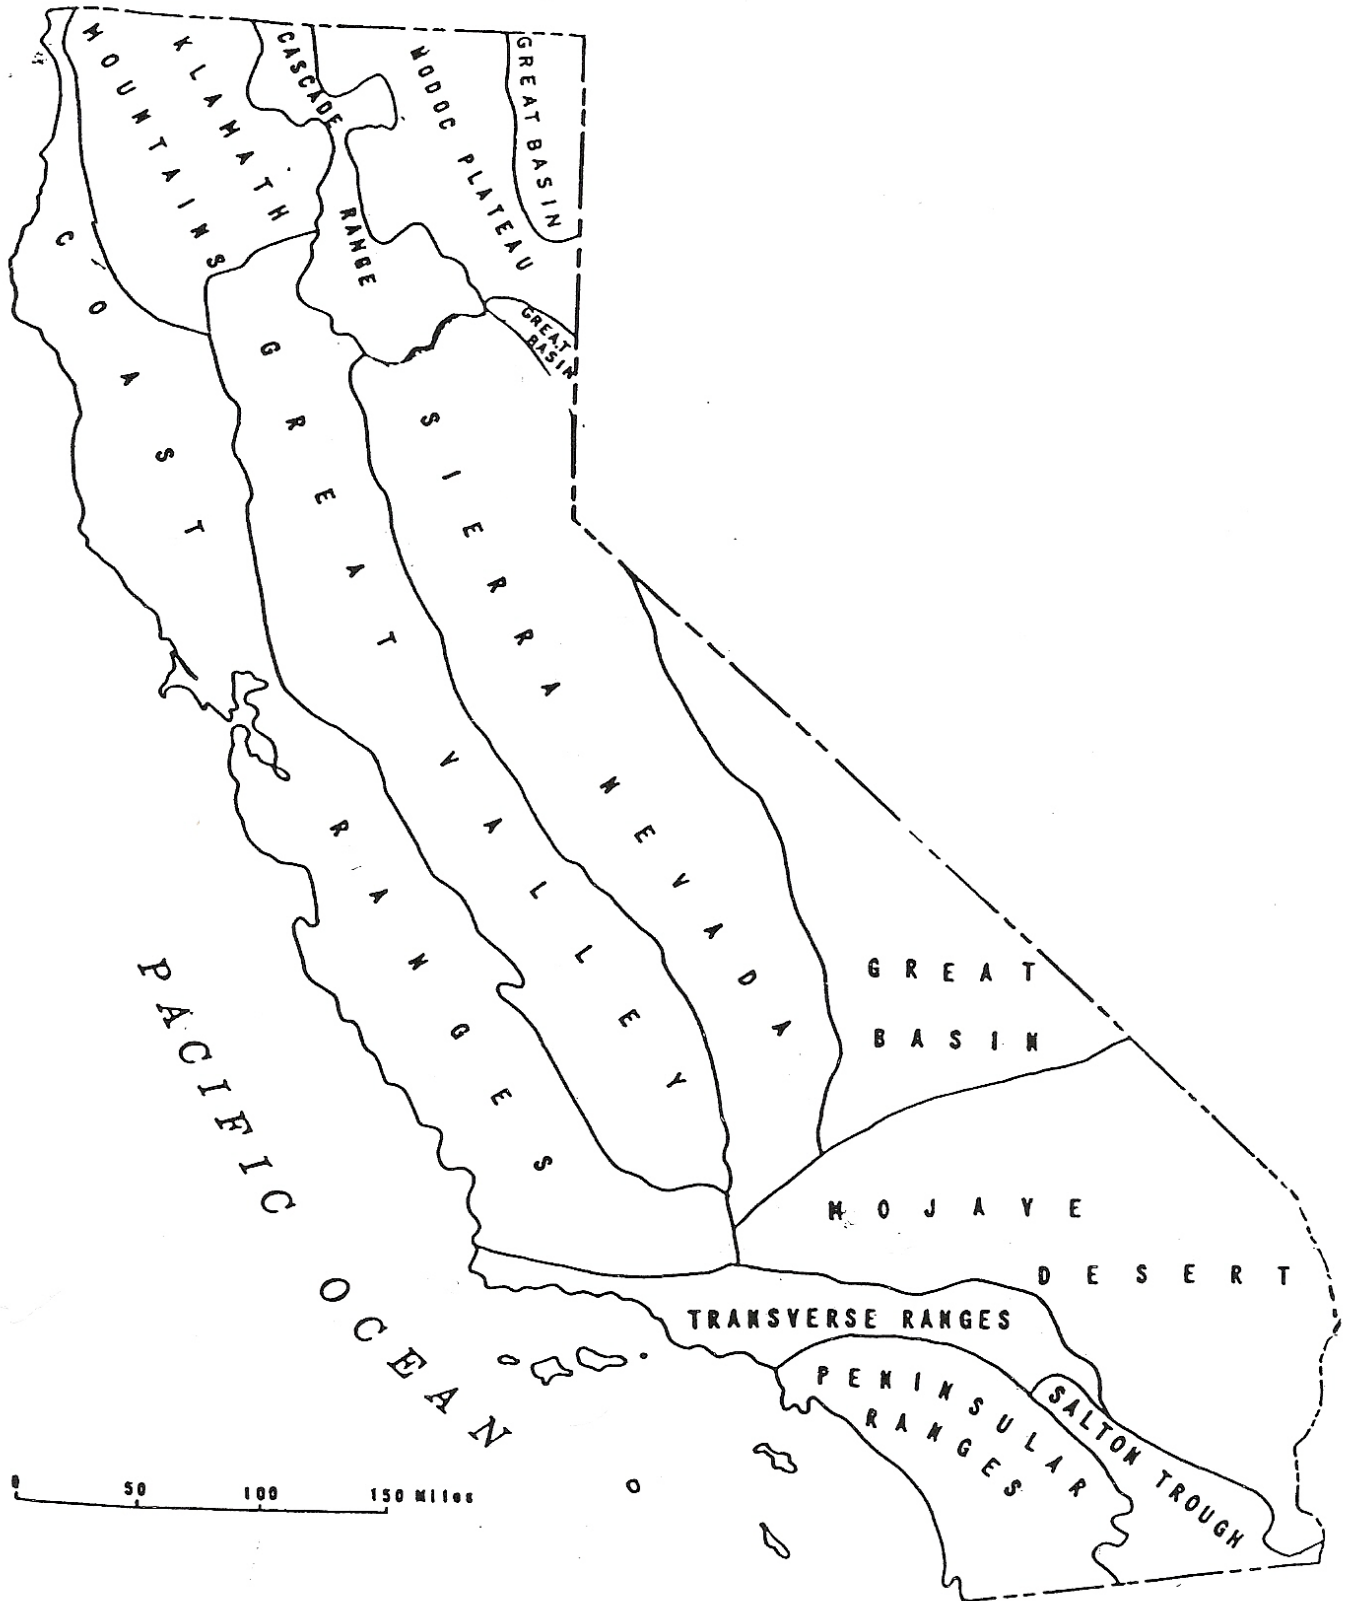 KLAMATH
MOUNTAINS
CASCADE
RANGE
MODOC PLATEAU
GREAT BASIN
GREAT
BASIN
COAST
RANGES
GREAT
VALLEY
SIERRA
NEVADA
GREAT
BASIN
MOJAVE
DESERT
TRANSVERSE RANGES
PENINSULAR
RANGES
SALTON TROUGH
PACIFIC
OCEAN
0 50 100 150 Miles